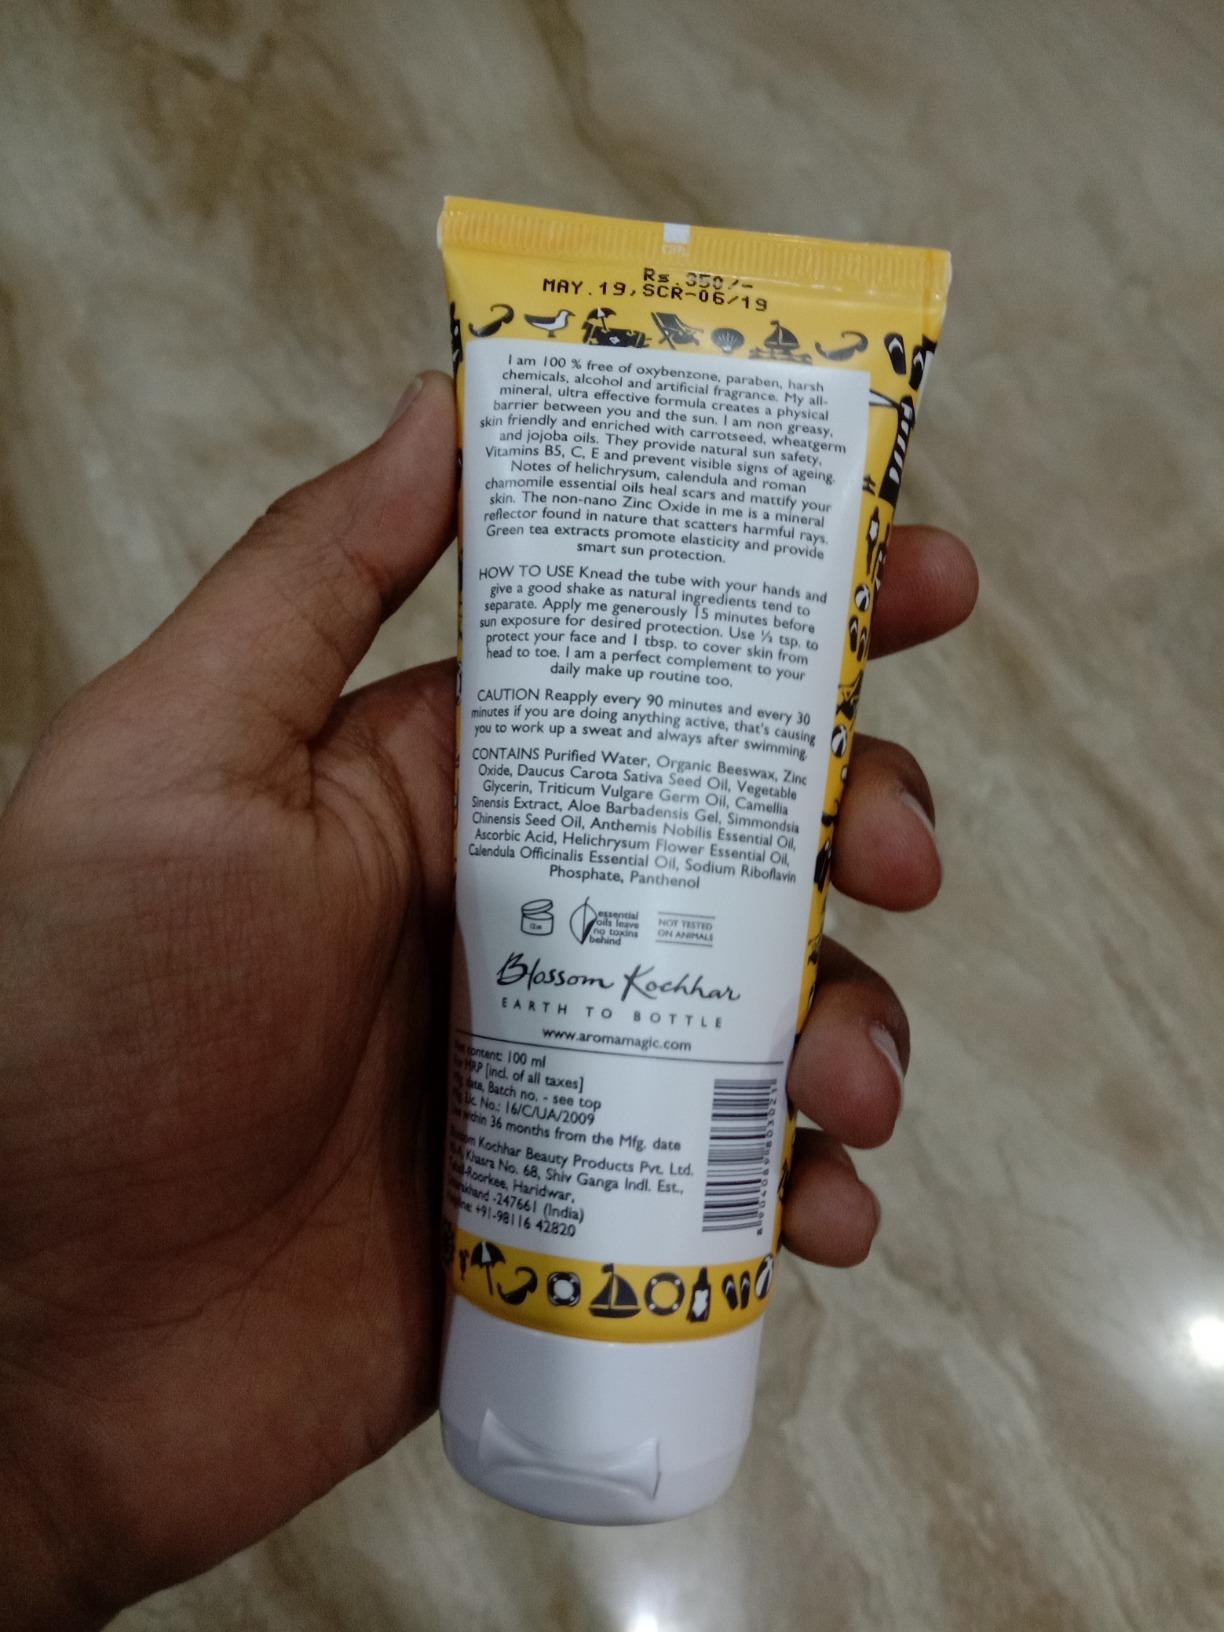 Rs.350/-
MAY.19,SCR-06/19
I am 100 % free of oxybenzone, paraben, harsh
chemicals, alcohol and artificial fragrance. My all-
mineral, ultra effective formula creates a physical
barrier between you and the sun. I am non greasy,
skin friendly and enriched with carrotseed, wheatgerm
and jojoba oils. They provide natural sun safety,
Vitamins B5, C, E and prevent visible signs of ageing.
Notes of helichrysum, calendula and roman
chamomile essential oils heal scars and mattify your
skin. The non-nano Zinc Oxide in me is a mineral
reflector found in nature that scatters harmful rays.
Green tea extracts promote elasticity and provide
smart sun protection.
HOW TO USE Knead the tube with your hands and
give a good shake as natural ingredients tend to
separate. Apply me generously 15 minutes before
sun exposure for desired protection. Use ⅓ tsp. to
protect your face and 1 tbsp. to cover skin from
head to toe. I am a perfect complement to your
daily make up routine too.
CAUTION Reapply every 90 minutes and every 30
minutes if you are doing anything active, that's causing
you to work up a sweat and always after swimming.
CONTAINS Purified Water, Organic Beeswax, Zinc
Oxide, Daucus Carota Sativa Seed Oil, Vegetable
Glycerin, Triticum Vulgare Germ Oil, Camellia
Sinensis Extract, Aloe Barbadensis Gel, Simmondsia
Chinensis Seed Oil, Anthemis Nobilis Essential Oil,
Ascorbic Acid, Helichrysum Flower Essential Oil,
Calendula Officinalis Essential Oil, Sodium Riboflavin
Phosphate, Panthenol
essential
oils leave
no toxins
behind
NOT TESTED
ON ANIMALS
Blossom Kochhar
EARTH TO BOTTLE
www.aromamagic.com
content: 100 ml
MRP [incl. of all taxes]
date, Batch no. - see top
Lic No.: 16/C/UA/2009
within 36 months from the Mfg. date
Kochhar Beauty Products Pvt. Ltd.
Khasra No. 68, Shiv Ganga Indl. Est.,
Roorkee, Haridwar,
-247661 (India)
+91-98116 42820